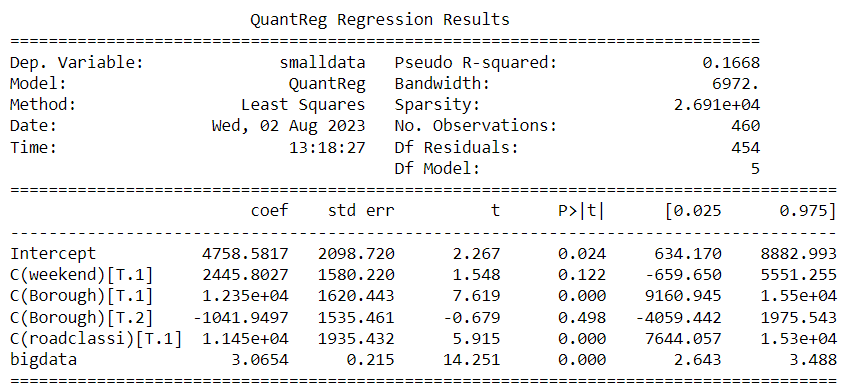 QuantReg Regression Results
==============================================================================
Dep. Variable: smalldata Pseudo R-squared: 0.1668
Model: QuantReg Bandwidth: 6972.
Method: Least Squares Sparsity: 2.691e+04
Date: Wed, 02 Aug 2023 No. Observations: 460
Time: 13:18:27 Df Residuals: 454
Df Model: 5
======================================================================================
coef std err t P>|t| [0.025 0.975]
--------------------------------------------------------------------------------------
Intercept 4758.5817 2098.720 2.267 0.024 634.170 8882.993
C(weekend)[T.1] 2445.8027 1580.220 1.548 0.122 -659.650 5551.255
C(Borough)[T.1] 1.235e+04 1620.443 7.619 0.000 9160.945 1.55e+04
C(Borough)[T.2] -1041.9497 1535.461 -0.679 0.498 -4059.442 1975.543
C(roadclassi)[T.1] 1.145e+04 1935.432 5.915 0.000 7644.057 1.53e+04
bigdata 3.0654 0.215 14.251 0.000 2.643 3.488
======================================================================================